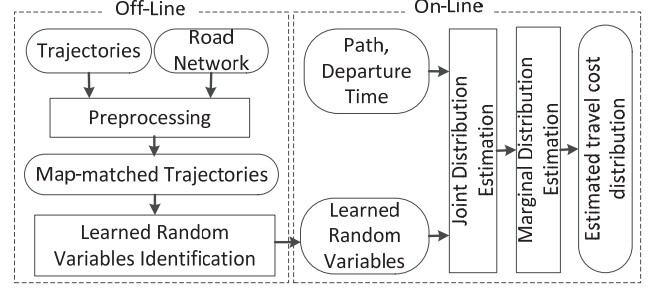 Off-Line
On-Line
Trajectories
Road
Network
Preprocessing
Map-matched Trajectories
Learned Random
Variables Identification
Path,
Departure
Time
Learned
Random
Variables
Joint Distribution
Estimation
Marginal Distribution
Estimation
Estimated travel cost
distribution